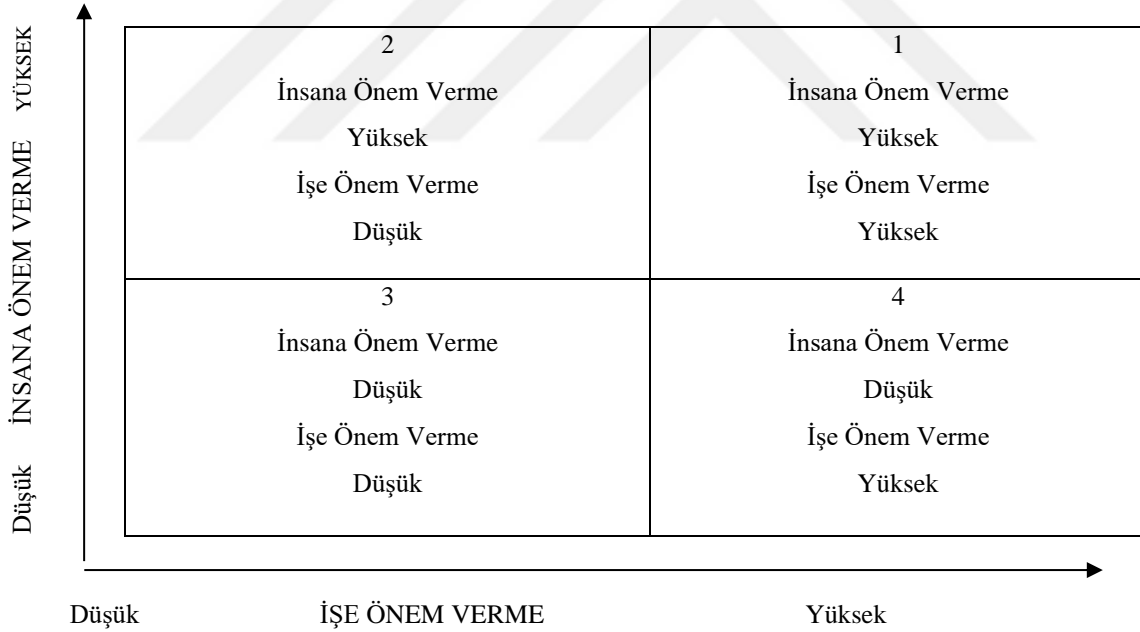 YÜKSEK
İNSANA ÖNEM VERME
Düşük
2
İnsana Önem Verme
Yüksek
İşe Önem Verme
Düşük
1
İnsana Önem Verme
Yüksek
İşe Önem Verme
Yüksek
3
İnsana Önem Verme
Düşük
İşe Önem Verme
Düşük
4
İnsana Önem Verme
Düşük
İşe Önem Verme
Yüksek
Düşük İŞE ÖNEM VERME Yüksek